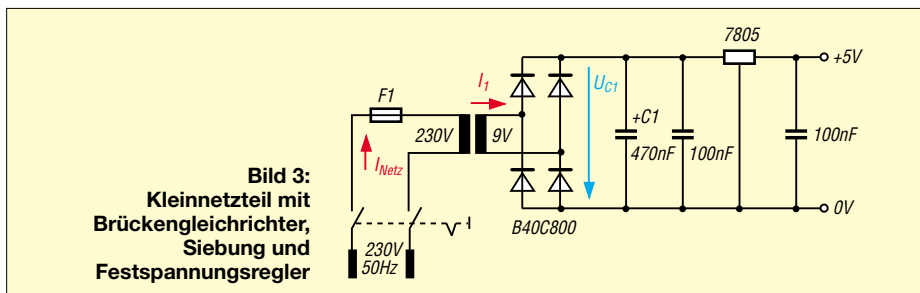 7805
+5V
I1
UC1
F1
230V
9V
+C1
470nF
100nF
100nF
INetz
Bild 3:
Kleinnetzteil mit
Brückengleichrichter,
Siebung und
Festspannungsregler
B40C800
0V
230V
50Hz